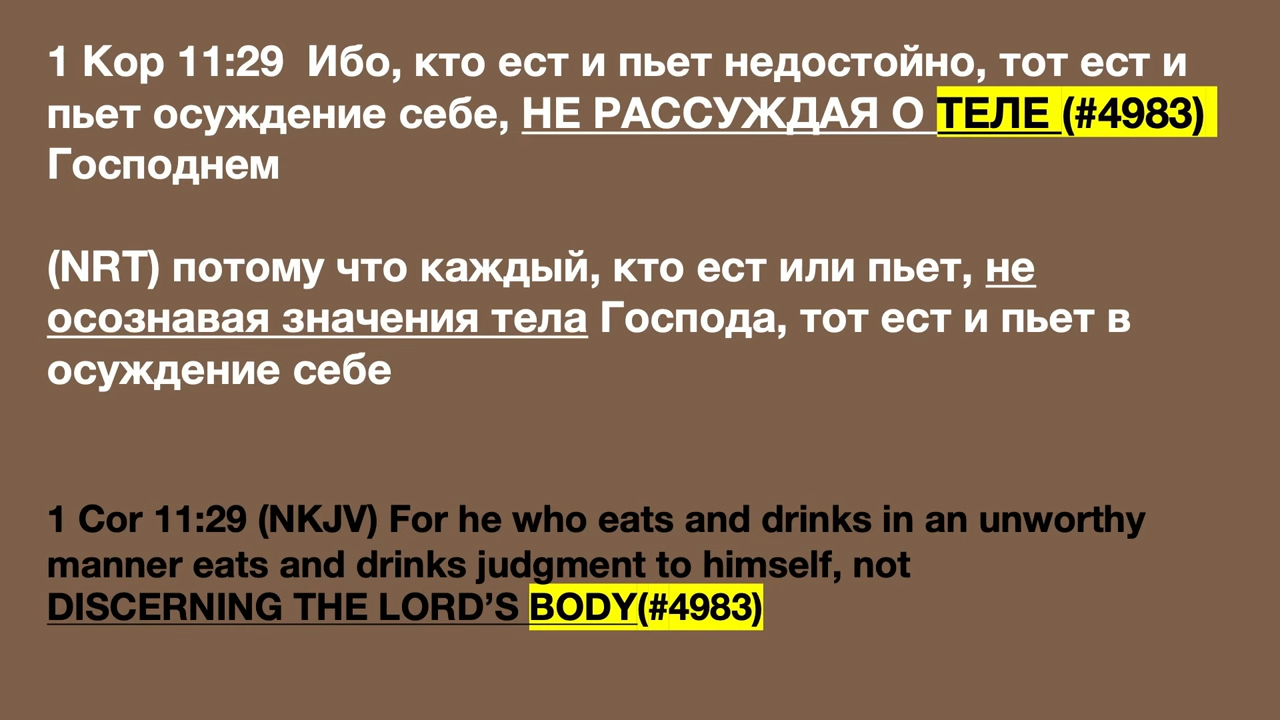 1 Кор 11:29  Ибо, кто ест и пьет недостойно, тот ест и
пьет осуждение себе, НЕ РАССУЖДАЯ О ТЕЛЕ (#4983)
Господнем
(NRT) потому что каждый, кто ест или пьет, не
осознавая значения тела Господа, тот ест и пьет в
осуждение себе
1 Cor 11:29 (NKJV) For he who eats and drinks in an unworthy
manner eats and drinks judgment to himself, not
DISCERNING THE LORD’S BODY(#4983)